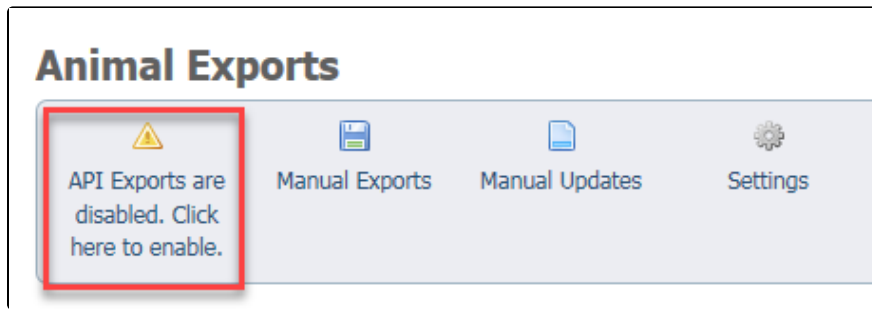 Animal Exports
API Exports are
disabled. Click
here to enable.
Manual Exports
Manual Updates
Settings